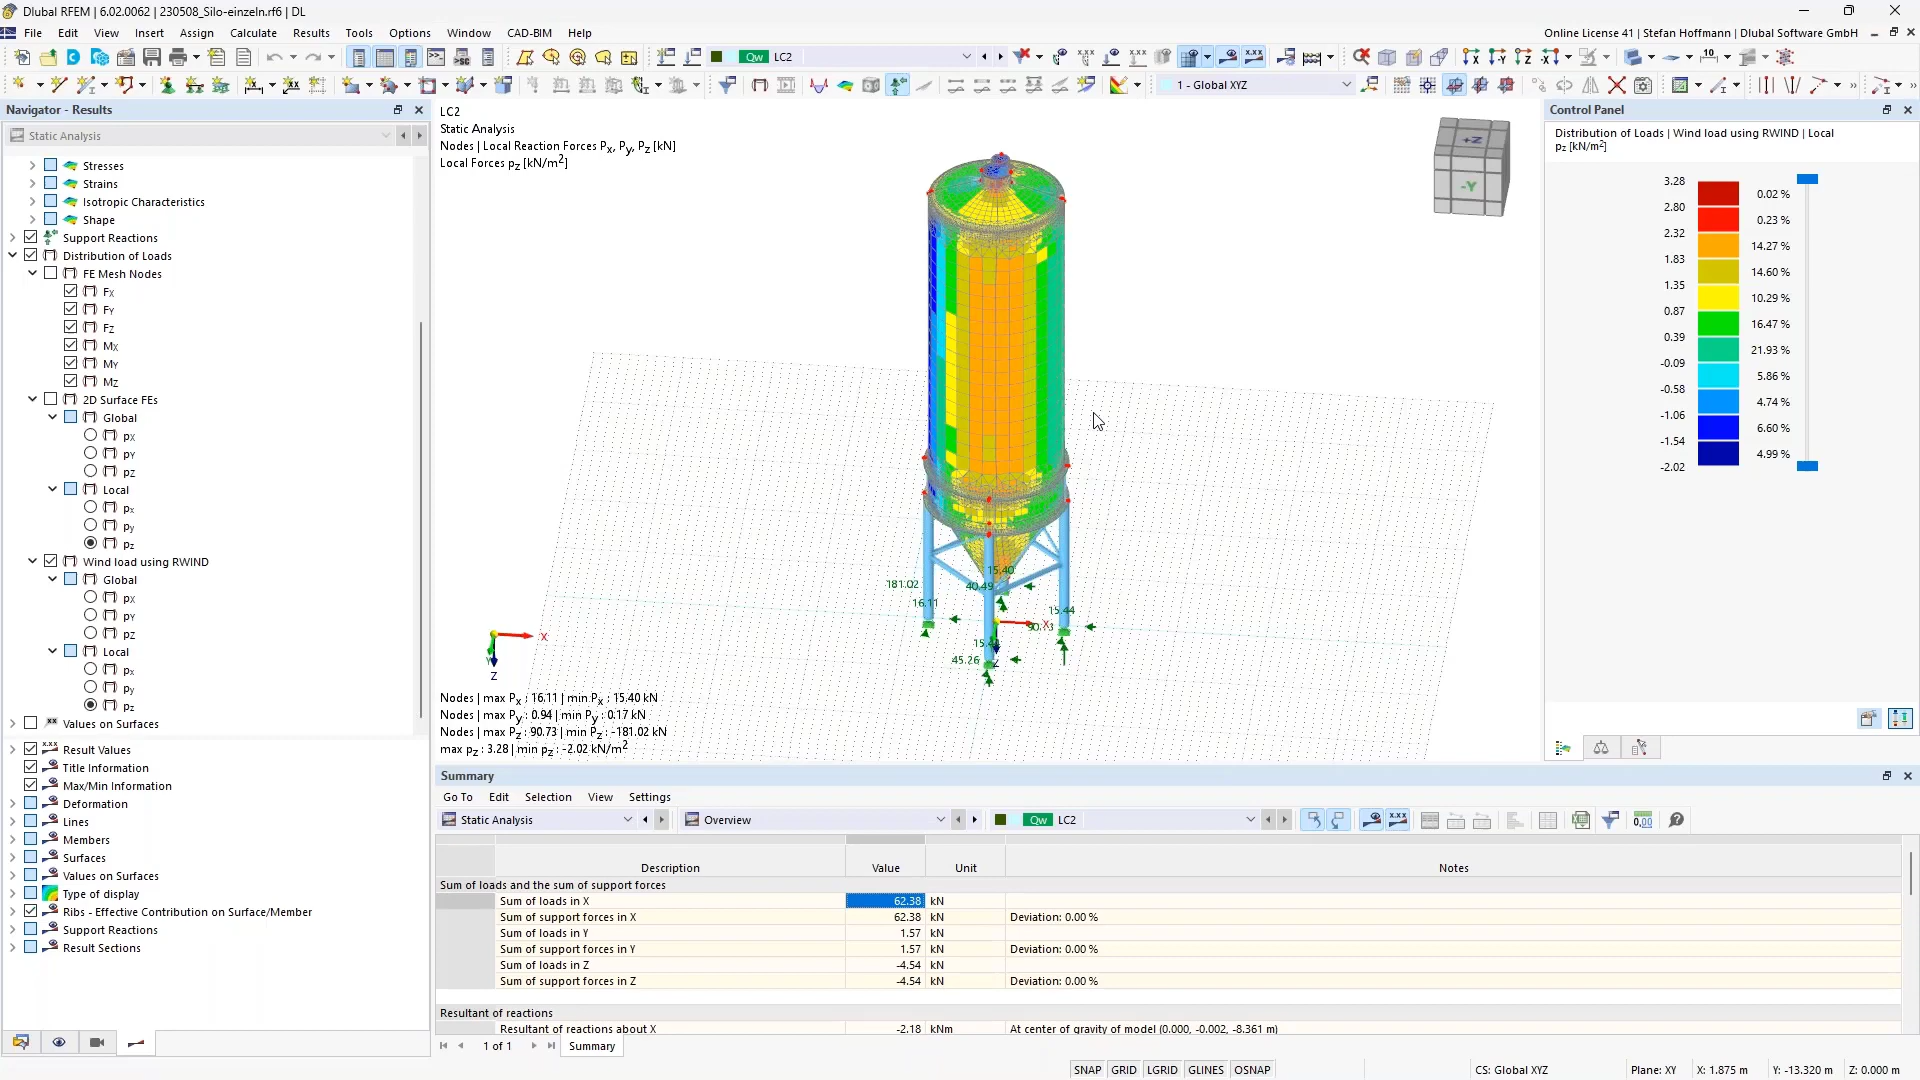 Dlubal RFEM | 6.02.0062 | 230508_Silo-einzeln.rf6 | DL
File Edit View Insert Assign Calculate Results Tools Options Window CAD-BIM Help
Online License 41 | Stefan Hoffmann | Dlubal Software GmbH
Qw LC2
1 - Global XYZ
Navigator - Results
Static Analysis
Stresses
Strains
Isotropic Characteristics
Shape
Support Reactions
Distribution of Loads
FE Mesh Nodes
FX
FY
FZ
MX
MY
MZ
2D Surface FEs
Global
pX
pY
pZ
Local
px
py
pz
Wind load using RWIND
Global
pX
pY
pZ
Local
px
py
pz
Values on Surfaces
Result Values
Title Information
Max/Min Information
Deformation
Lines
Members
Surfaces
Values on Surfaces
Type of display
Ribs - Effective Contribution on Surface/Member
Support Reactions
Result Sections
LC2
Static Analysis
Nodes | Local Reaction Forces Px, Py, Pz [kN]
Local Forces pz [kN/m2]
+Z
-Y
15.40
181.02
40.49
16.11
15.44
90.73
X
45.26
Z
X
Y
Z
Nodes | max Px : 16.11 | min Px : 15.40 kN
Nodes | max Py : 0.94 | min Py : 0.17 kN
Nodes | max Pz : 90.73 | min Pz : -181.02 kN
max pz : 3.28 | min pz : -2.02 kN/m2
Control Panel
Distribution of Loads | Wind load using RWIND | Local
pz [kN/m2]
3.28
0.02 %
2.80
0.23 %
2.32
14.27 %
1.83
14.60 %
1.35
10.29 %
0.87
16.47 %
0.39
21.93 %
-0.09
5.86 %
-0.58
4.74 %
-1.06
6.60 %
-1.54
4.99 %
-2.02
Summary
Go To Edit Selection View Settings
Static Analysis Overview Qw LC2
Description Value Unit Notes
Sum of loads and the sum of support forces
Sum of loads in X 62.38 kN
Sum of support forces in X 62.38 kN Deviation: 0.00 %
Sum of loads in Y 1.57 kN
Sum of support forces in Y 1.57 kN Deviation: 0.00 %
Sum of loads in Z -4.54 kN
Sum of support forces in Z -4.54 kN Deviation: 0.00 %
Resultant of reactions
Resultant of reactions about X -2.18 kNm At center of gravity of model (0.000, -0.002, -8.361 m)
1 of 1 Summary
SNAP GRID LGRID GLINES OSNAP CS: Global XYZ Plane: XY X: 1.875 m Y: -13.320 m Z: 0.000 m